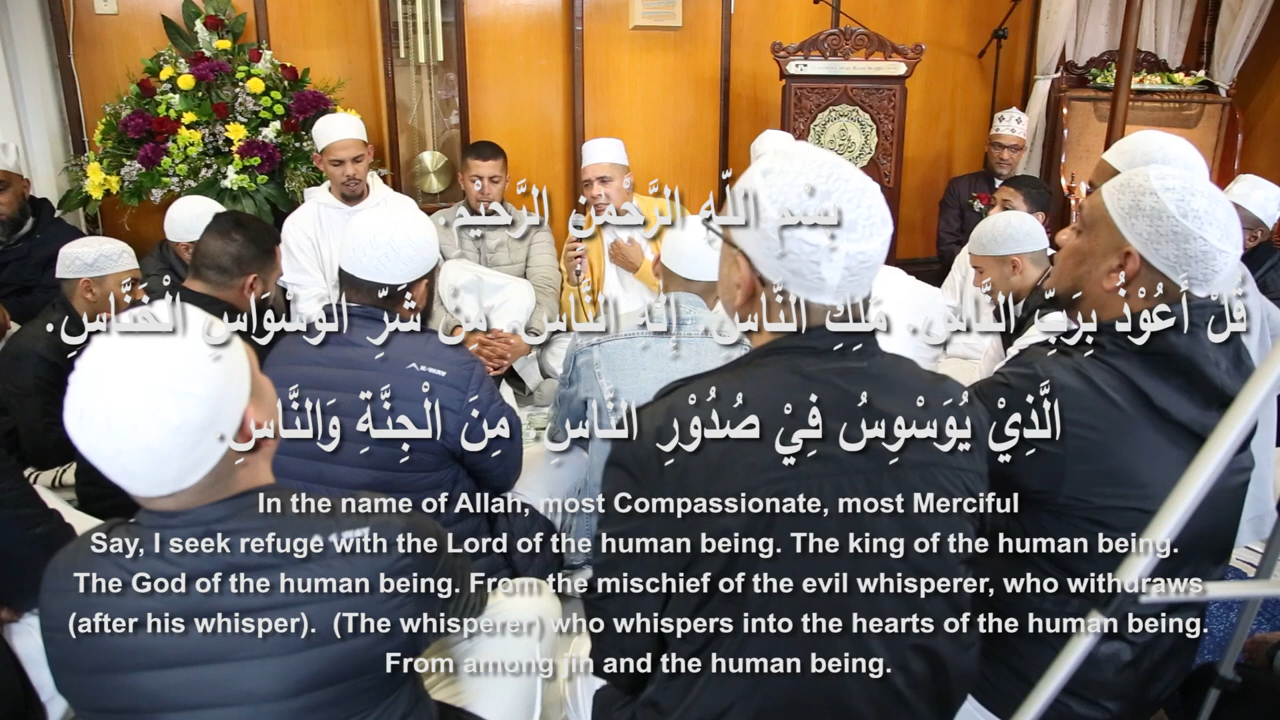 بِسْمِ اللّهِ الرَّحْمٰنِ الرَّحِيْمِ.
قُلْ أَعُوْذُ بِرَبِّ النَّاسِ. مَلِكِ النَّاسِ. إِلٰهِ النَّاسِ. مِنْ شَرِّ الْوَسْوَاسِ الْخَنَّاسِ.
الَّذِيْ يُوَسْوِسُ فِيْ صُدُوْرِ النَّاسِ. مِنَ الْجِنَّةِ وَالنَّاسِ.
In the name of Allah, most Compassionate, most Merciful
Say, I seek refuge with the Lord of the human being. The king of the human being.
The God of the human being. From the mischief of the evil whisperer, who withdraws
(after his whisper). (The whisperer) who whispers into the hearts of the human being.
From among jin and the human being.